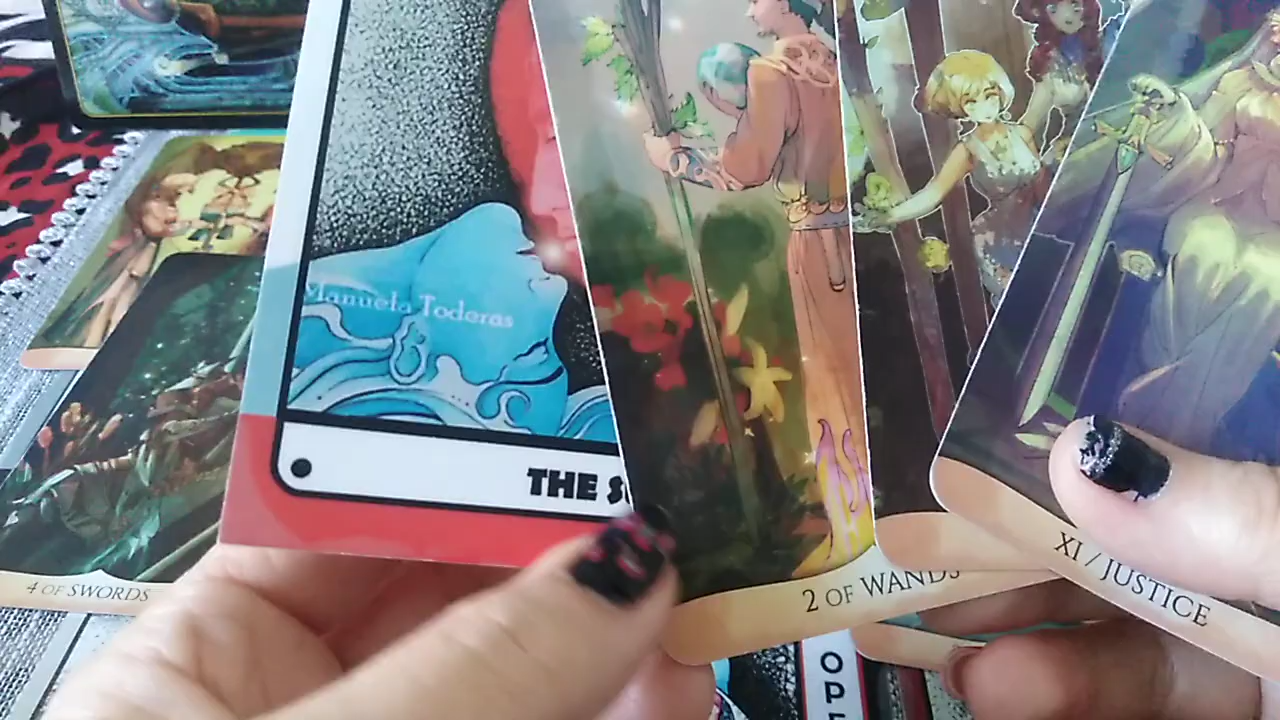 Manuela Toderas
THE
4 OF SWORDS
2 OF WANDS
XI / JUSTICE
OPE